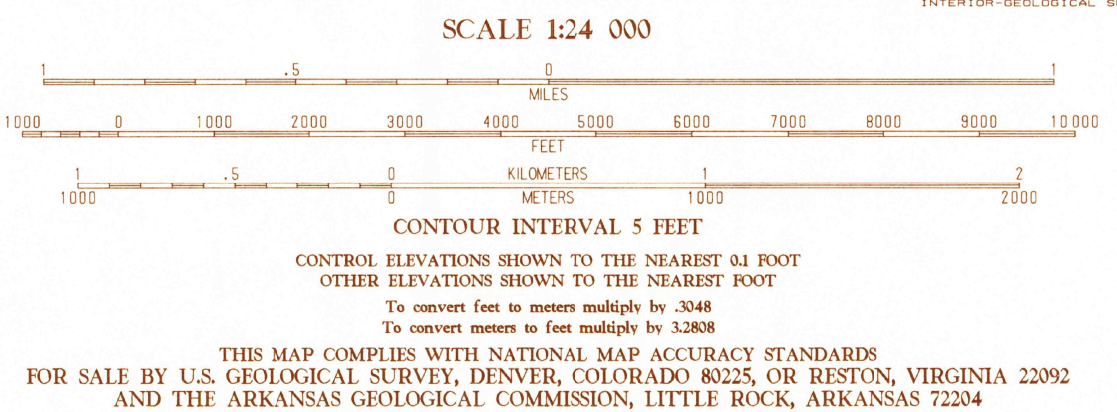 INTERIOR-GEOLOGICAL
SCALE 1:24 000
1 .5 0 1
MILES
1000 0 1000 2000 3000 4000 5000 6000 7000 8000 9000 10 000
FEET
1 .5 0 KILOMETERS 1 2
1000 0 METERS 1000 2000
CONTOUR INTERVAL 5 FEET
CONTROL ELEVATIONS SHOWN TO THE NEAREST 0.1 FOOT
OTHER ELEVATIONS SHOWN TO THE NEAREST FOOT
To convert feet to meters multiply by .3048
To convert meters to feet multiply by 3.2808
THIS MAP COMPLIES WITH NATIONAL MAP ACCURACY STANDARDS
FOR SALE BY U.S. GEOLOGICAL SURVEY, DENVER, COLORADO 80225, OR RESTON, VIRGINIA 22092
AND THE ARKANSAS GEOLOGICAL COMMISSION, LITTLE ROCK, ARKANSAS 72204